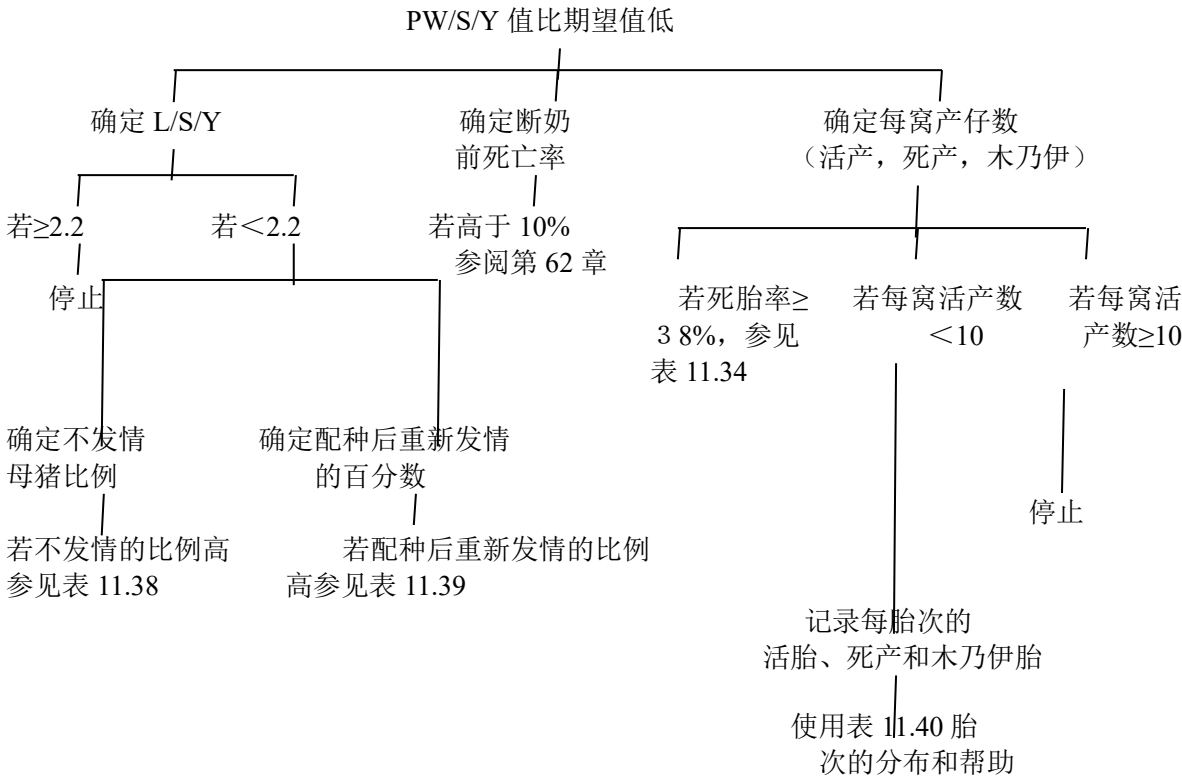 PW/S/Y 值比期望值低
确定 L/S/Y
确定断奶
前死亡率
确定每窝产仔数
（活产，死产，木乃伊）
若≥2.2
若＜2.2
若高于 10%
参阅第 62 章
停止
若死胎率≥
３8%，参见
表 11.34
若每窝活产数
＜10
若每窝活
产数≥10
确定不发情
母猪比例
确定配种后重新发情
的百分数
停止
若不发情的比例高
参见表 11.38
若配种后重新发情的比例
高参见表 11.39
记录每胎次的
活胎、死产和木乃伊胎
使用表 11.40 胎
次的分布和帮助